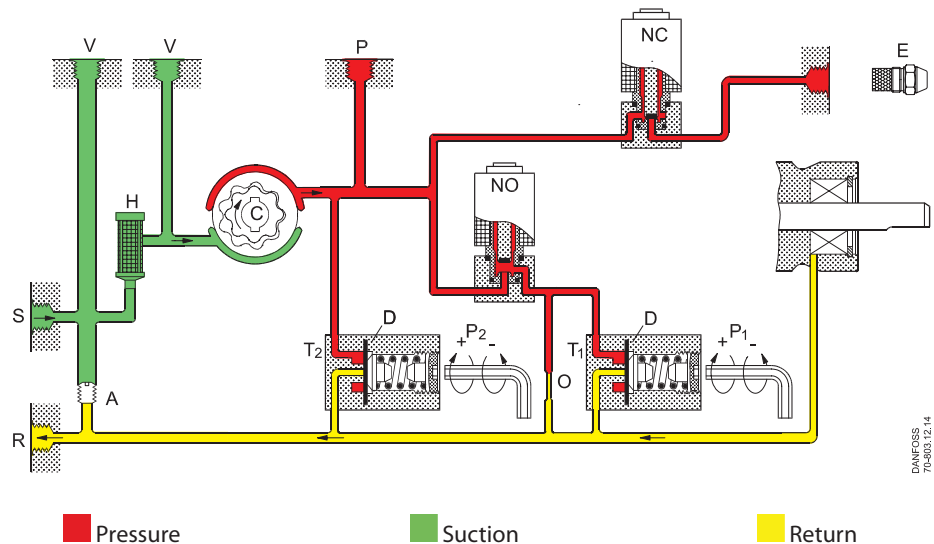 V
V
P
NC
E
NO
H
C
S
D
D
T2
+ P2 -
T1
+ P1 -
O
A
R
DANFOSS
70-803.12.14
Pressure
Suction
Return